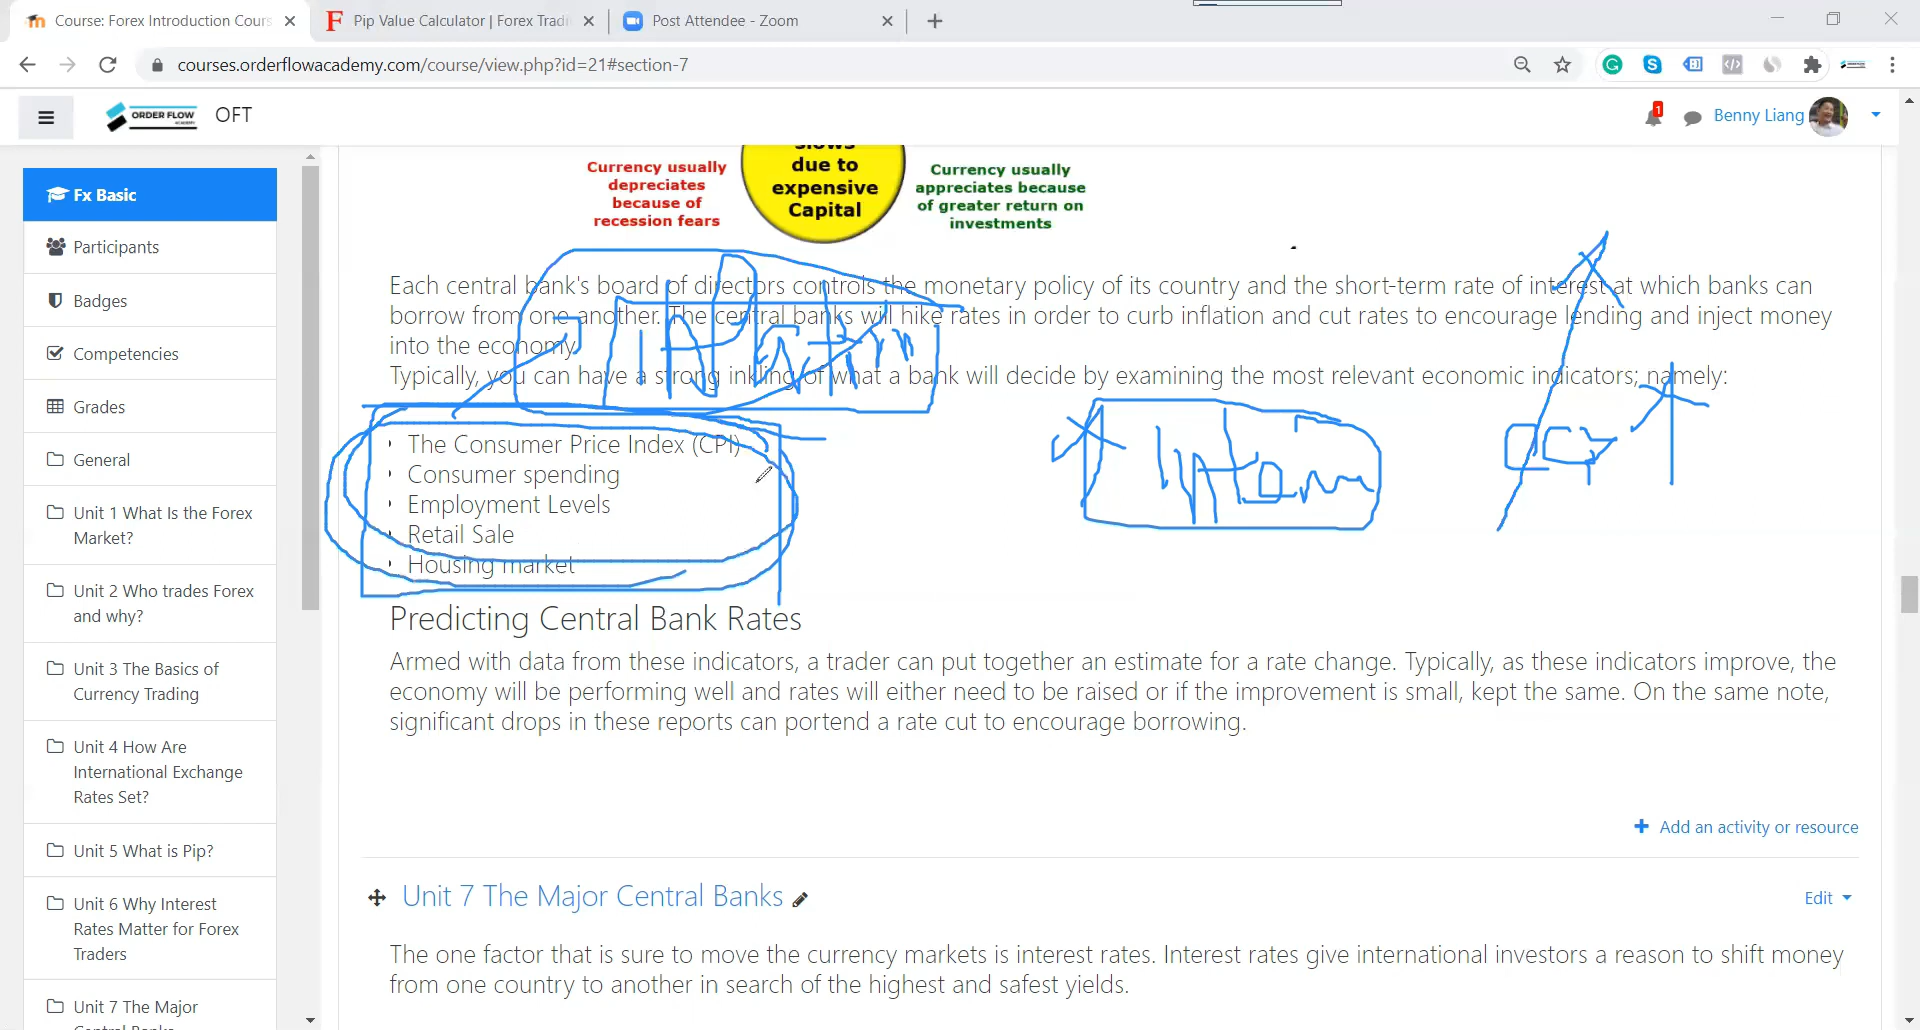 Course: Forex Introduction Cours
Pip Value Calculator | Forex Tradi
Post Attendee - Zoom
courses.orderflowacademy.com/course/view.php?id=21#section-7
ORDER FLOW
OFT
1
Benny Liang
Fx Basic
Participants
Badges
Competencies
Grades
General
Unit 1 What Is the Forex
Market?
Unit 2 Who trades Forex
and why?
Unit 3 The Basics of
Currency Trading
Unit 4 How Are
International Exchange
Rates Set?
Unit 5 What is Pip?
Unit 6 Why Interest
Rates Matter for Forex
Traders
Unit 7 The Major
Central Banks
Currency usually
depreciates
because of
recession fears
slows
due to
expensive
Capital
Currency usually
appreciates because
of greater return on
investments
Each central bank's board of directors controls the monetary policy of its country and the short-term rate of interest at which banks can
borrow from one another. The central banks will hike rates in order to curb inflation and cut rates to encourage lending and inject money
into the economy.
Typically, you can have a strong inkling of what a bank will decide by examining the most relevant economic indicators; namely:
The Consumer Price Index (CPI)
Consumer spending
Employment Levels
Retail Sale
Housing market
Predicting Central Bank Rates
Armed with data from these indicators, a trader can put together an estimate for a rate change. Typically, as these indicators improve, the
economy will be performing well and rates will either need to be raised or if the improvement is small, kept the same. On the same note,
significant drops in these reports can portend a rate cut to encourage borrowing.
Add an activity or resource
Unit 7 The Major Central Banks
Edit
The one factor that is sure to move the currency markets is interest rates. Interest rates give international investors a reason to shift money
from one country to another in search of the highest and safest yields.